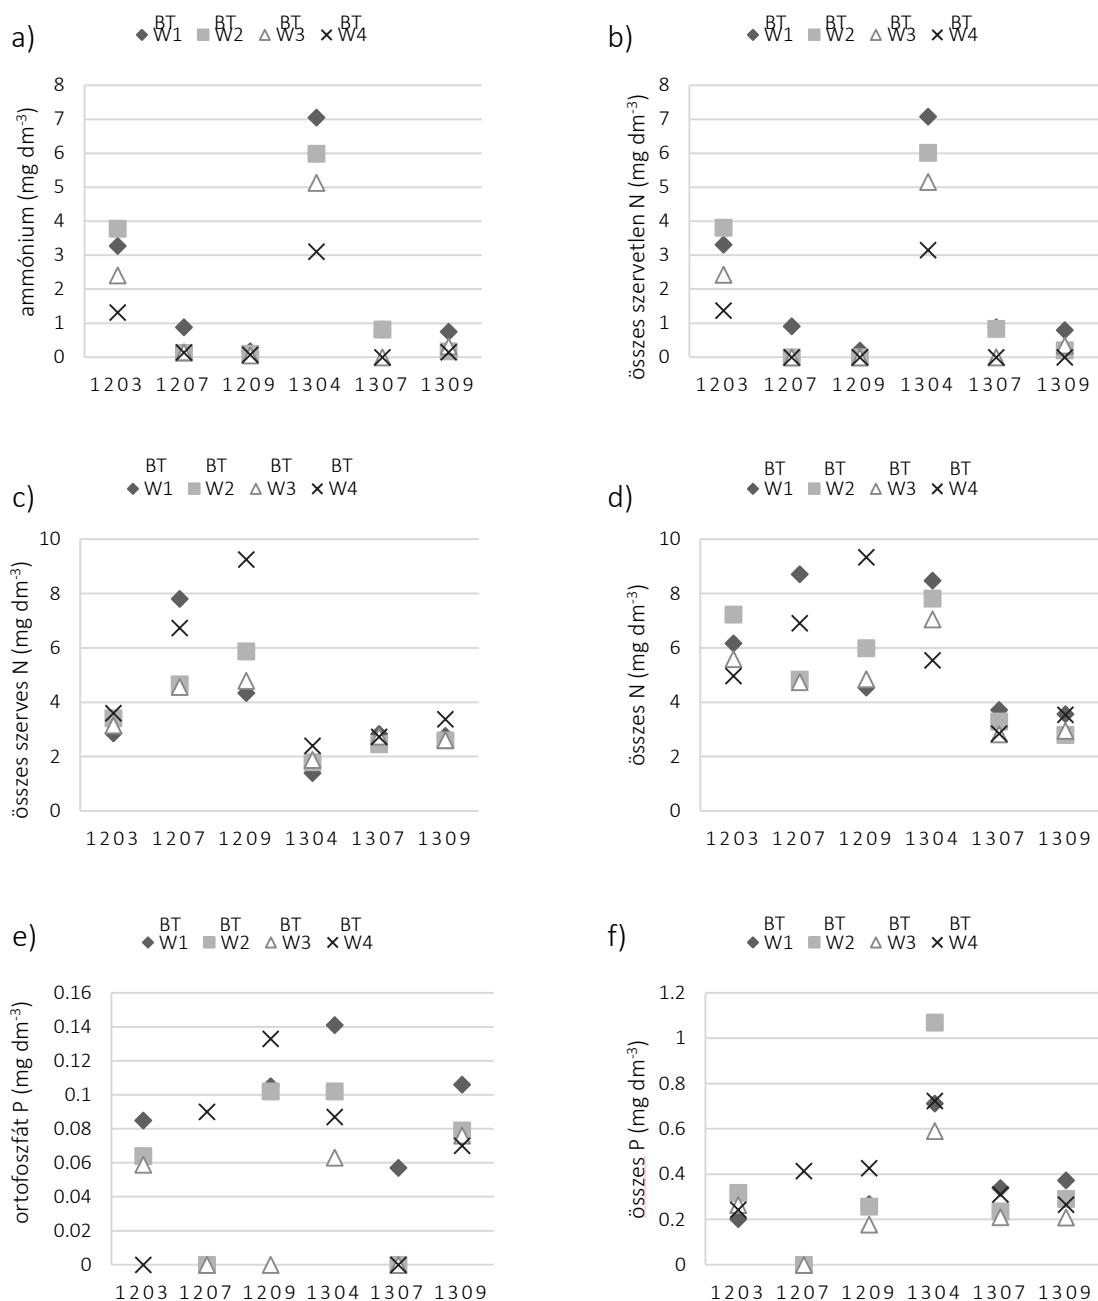 a)
BT BT BT BT
W1 W2 W3 W4
ammónium (mg dm-3)
8
7
6
5
4
3
2
1
0
1203 1207 1209 1304 1307 1309
b)
BT BT BT BT
W1 W2 W3 W4
összes szervetlen N (mg dm-3)
8
7
6
5
4
3
2
1
0
1203 1207 1209 1304 1307 1309
c)
BT BT BT BT
W1 W2 W3 W4
összes szerves N (mg dm-3)
10
8
6
4
2
0
1203 1207 1209 1304 1307 1309
d)
BT BT BT BT
W1 W2 W3 W4
összes N (mg dm-3)
10
8
6
4
2
0
1203 1207 1209 1304 1307 1309
e)
BT BT BT BT
W1 W2 W3 W4
ortofoszfát P (mg dm-3)
0.16
0.14
0.12
0.1
0.08
0.06
0.04
0.02
0
1203 1207 1209 1304 1307 1309
f)
BT BT BT BT
W1 W2 W3 W4
összes P (mg dm-3)
1.2
1
0.8
0.6
0.4
0.2
0
1203 1207 1209 1304 1307 1309